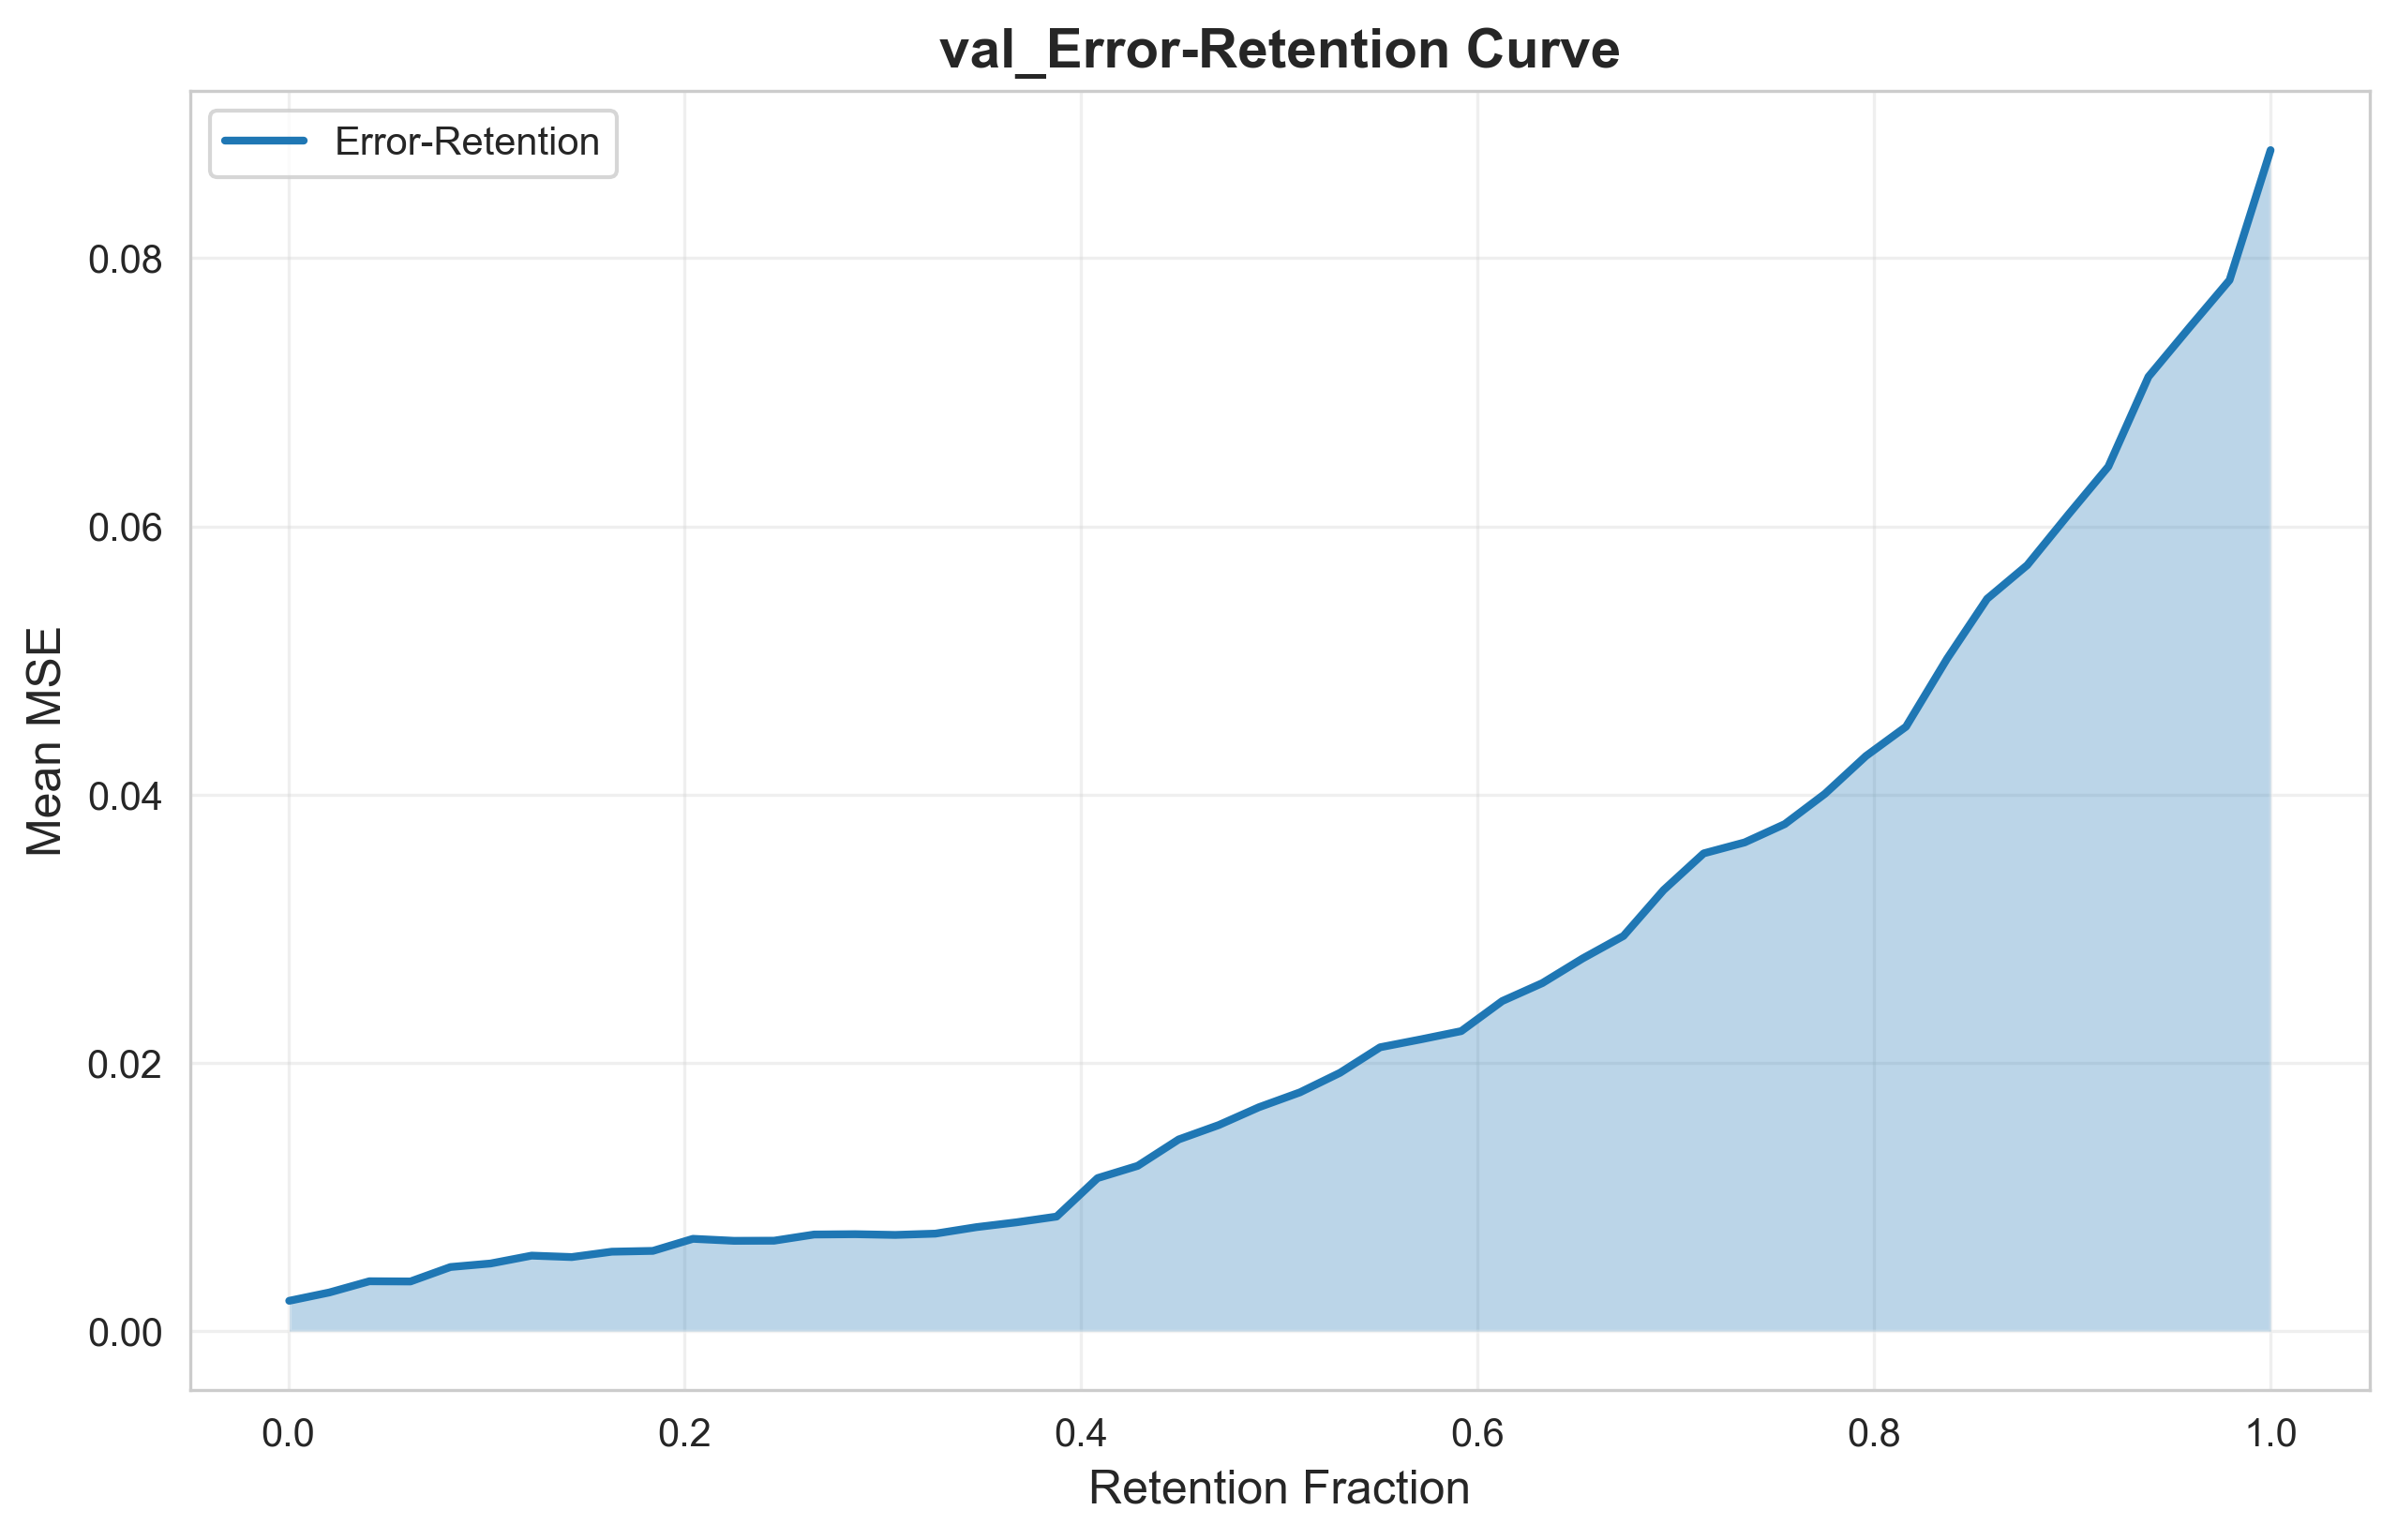 val_Error-Retention Curve
Error-Retention
Mean MSE
0.08
0.06
0.04
0.02
0.00
0.0 0.2 0.4 0.6 0.8 1.0
Retention Fraction